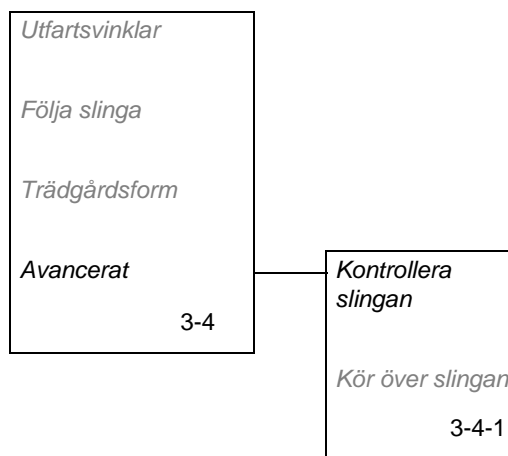 Utfartsvinklar
Följa slinga
Trädgårdsform
Avancerat
3-4
Kontrollera
slingan
Kör över slingan
3-4-1